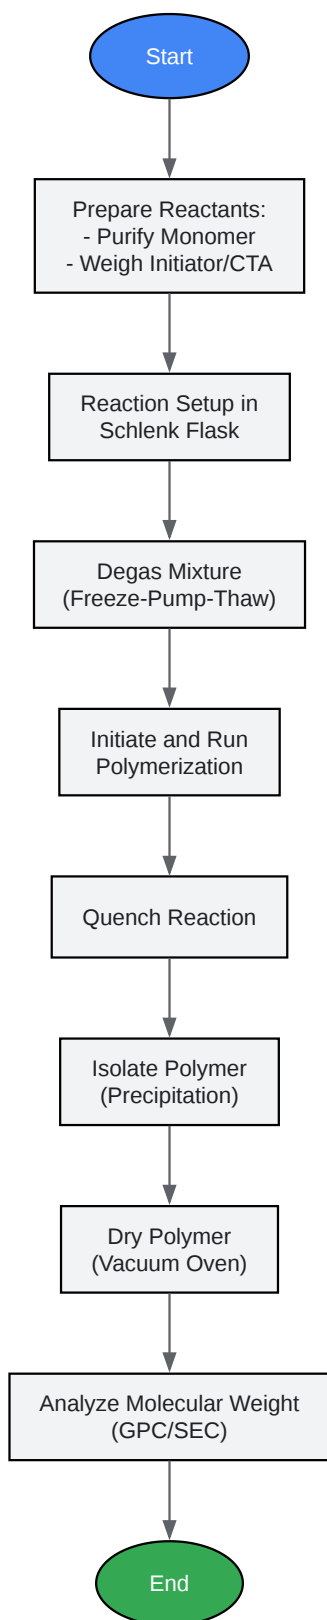 Start
Prepare Reactants:
- Purify Monomer
- Weigh Initiator/CTA
Reaction Setup in
Schlenk Flask
Degas Mixture
(Freeze-Pump-Thaw)
Initiate and Run
Polymerization
Quench Reaction
Isolate Polymer
(Precipitation)
Dry Polymer
(Vacuum Oven)
Analyze Molecular Weight
(GPC/SEC)
End